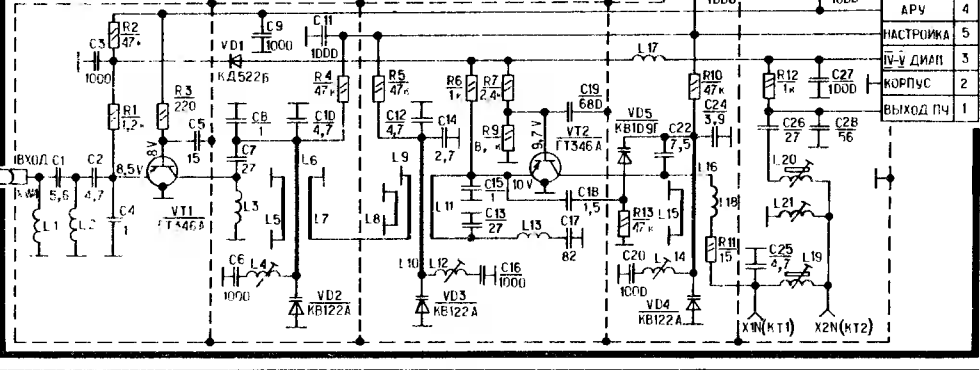 1000
1000
АРУ 4
НАСТРОЙКА 5
IV-V ДИАП 3
КОРПУС 2
ВЫХОД ПЧ 1
R2
47к
C3
1000
C9
1000
VD1
КД522Б
C11
1000
R4
47к
R5
47к
R6
1к
R7
2,4к
L17
C19
680
R10
47к
C24
3,9
R12
1к
C27
1000
R1
1,2к
R3
220
8V
C5
15
C8
1
C10
4,7
C12
4,7
C14
2,7
R9
9,7V
VT2
ГТ346А
VD5
КВ109Г
C22
7,5
C26
27
C28
56
ВХОД
C1
5,6
C2
4,7
8,5V
C7
27
L6
L9
10V
C15
1
C18
1,5
L16
L20
C4
1
VT1
ГТ346А
L1
L2
L3
L5
L7
L8
L11
C13
27
L13
C17
82
R13
47к
L15
L18
L21
R11
15
C25
4,7
L19
C6
1000
L4
L10
L12
C16
1000
C20
1000
L14
VD2
КВ122А
VD3
КВ122А
VD4
КВ122А
X1N(КТ1)
X2N(КТ2)